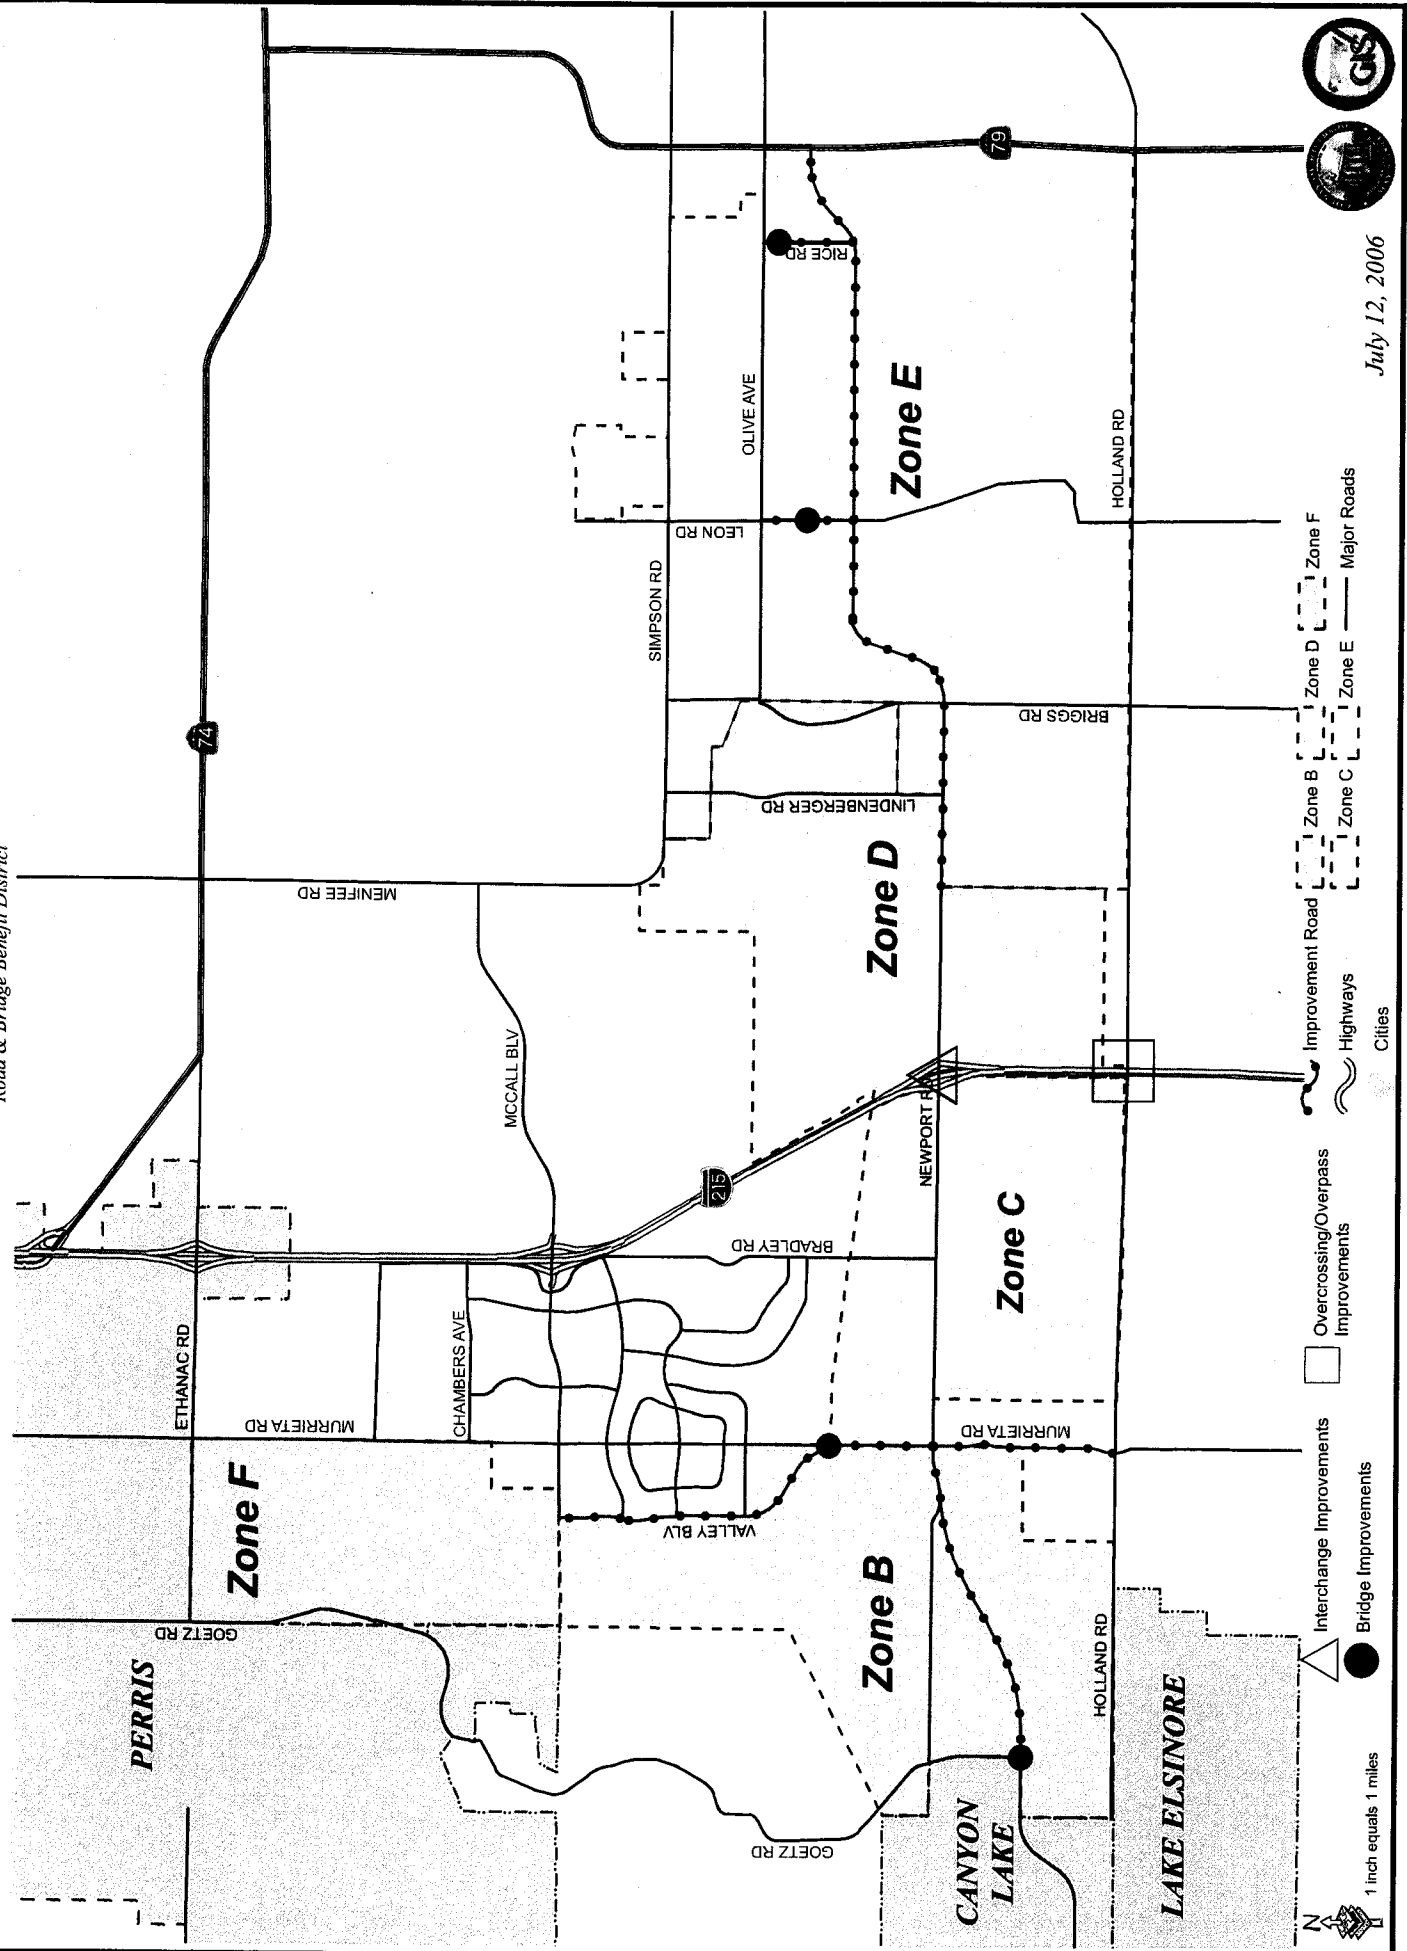 Road & Bridge Benefit District
PERRIS
GOETZ RD
ETHANAC RD
Zone F
MURRIETA RD
CHAMBERS AVE
MCCALL BLV
MENIFEE RD
74
215
VALLEY BLV
BRADLEY RD
GOETZ RD
Zone B
Zone D
Zone E
Zone C
SIMPSON RD
LEON RD
OLIVE AVE
RICE RD
LINDENBERGER RD
BRIGGS RD
NEWPORT RD
MURRIETA RD
HOLLAND RD
HOLLAND RD
79
CANYON
LAKE
LAKE ELSINORE
N
1 inch equals 1 miles
Interchange Improvements
Bridge Improvements
Overcrossing/Overpass
Improvements
Improvement Road
Highways
Cities
Zone B
Zone C
Zone D
Zone E
Zone F
Major Roads
July 12, 2006
GIS